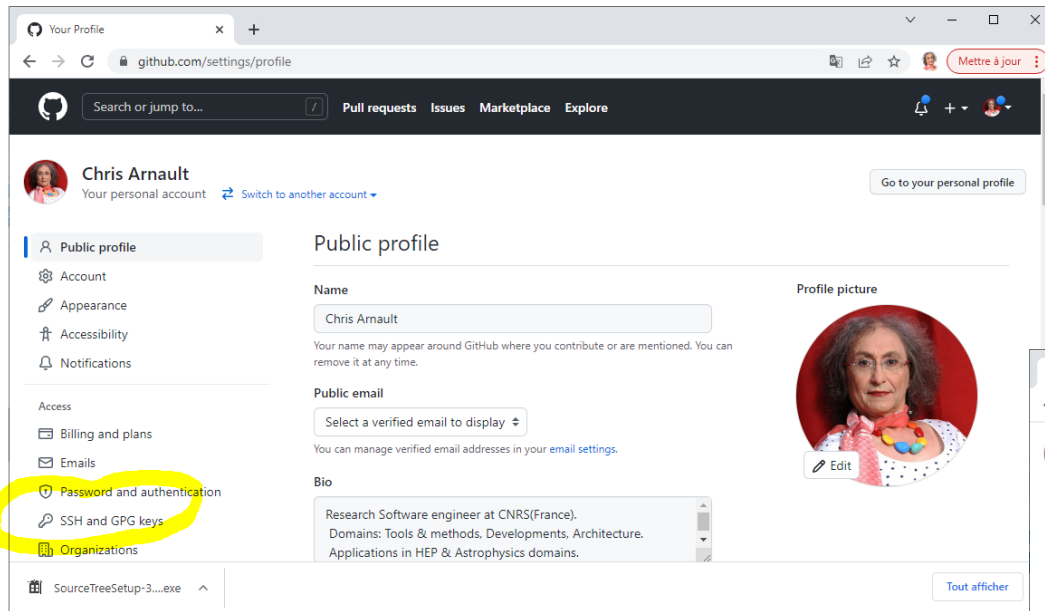 Your Profile
github.com/settings/profile
Mettre à jour
Search or jump to...
/
Pull requests Issues Marketplace Explore
Chris Arnault
Your personal account Switch to another account
Go to your personal profile
Public profile
Account
Appearance
Accessibility
Notifications
Access
Billing and plans
Emails
Password and authentication
SSH and GPG keys
Organizations
Public profile
Name
Chris Arnault
Your name may appear around GitHub where you contribute or are mentioned. You can
remove it at any time.
Public email
Select a verified email to display
You can manage verified email addresses in your email settings.
Bio
Research Software engineer at CNRS(France).
Domains: Tools & methods, Developments, Architecture.
Applications in HEP & Astrophysics domains.
Profile picture
Edit
SourceTreeSetup-3....exe
Tout afficher